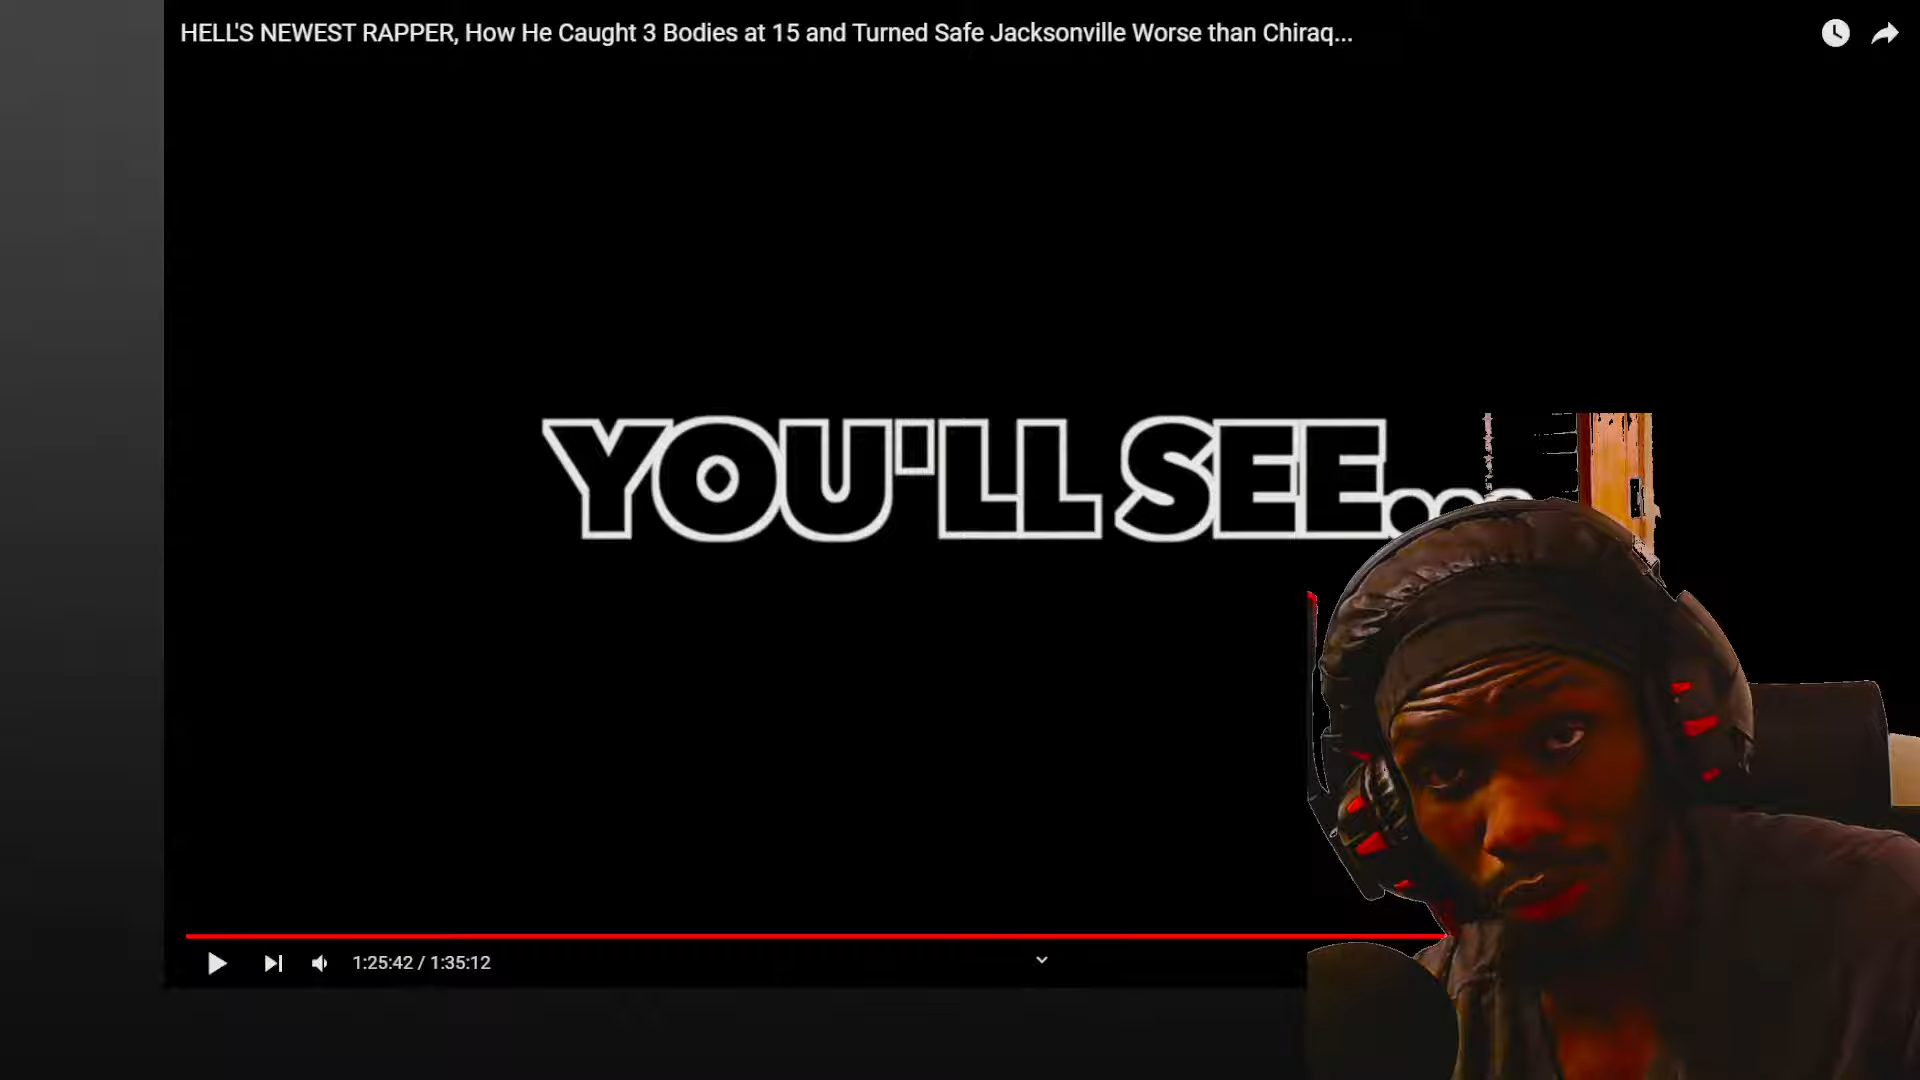 HELL'S NEWEST RAPPER, How He Caught 3 Bodies at 15 and Turned Safe Jacksonville Worse than Chiraq...
YOU'LL SEE...
1:25:42 / 1:35:12